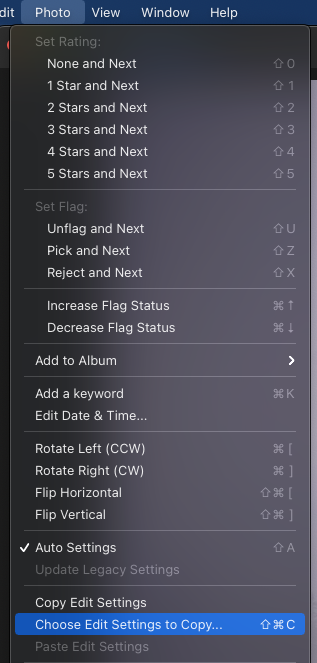 dit Photo View Window Help
Set Rating:
None and Next ⇧ 0
1 Star and Next ⇧ 1
2 Stars and Next ⇧ 2
3 Stars and Next ⇧ 3
4 Stars and Next ⇧ 4
5 Stars and Next ⇧ 5
Set Flag:
Unflag and Next ⇧ U
Pick and Next ⇧ Z
Reject and Next ⇧ X
Increase Flag Status ⌘ ↑
Decrease Flag Status ⌘ ↓
Add to Album
Add a keyword ⌘ K
Edit Date & Time...
Rotate Left (CCW) ⌘ [
Rotate Right (CW) ⌘ ]
Flip Horizontal ⇧ ⌘ [
Flip Vertical ⇧ ⌘ ]
✓ Auto Settings ⇧ A
Update Legacy Settings
Copy Edit Settings
Choose Edit Settings to Copy... ⇧ ⌘ C
Paste Edit Settings